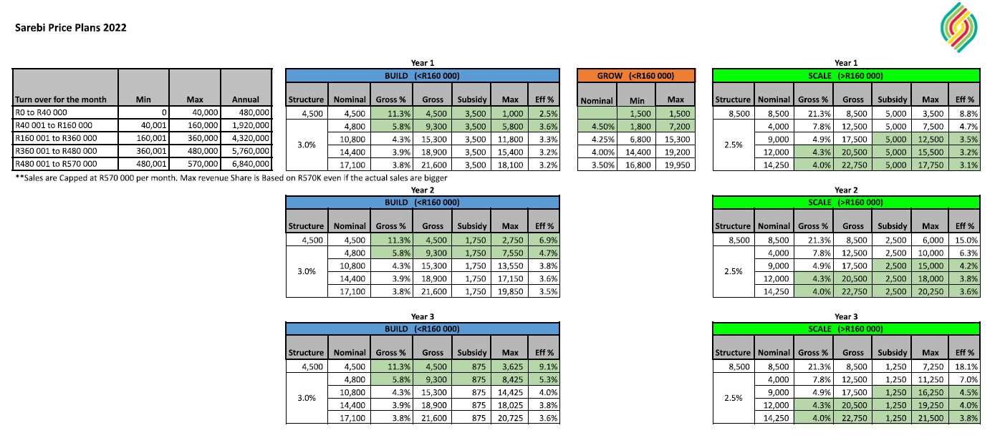 Sarebi Price Plans 2022
Year 1 Year 1
BUILD (<R160 000) GROW (<R160 000) SCALE (>R160 000)
Turn over for the month Min Max Annual Structure Nominal Gross % Gross Subsidy Max Eff % Nominal Min Max Structure Nominal Gross % Gross Subsidy Max Eff %
R0 to R40 000 0 40,000 480,000 4,500 4,500 11.3% 4,500 3,500 1,000 2.5% 1,500 1,500 8,500 8,500 21.3% 8,500 5,000 3,500 8.8%
R40 001 to R160 000 40,001 160,000 1,920,000 3.0% 4,800 5.8% 9,300 3,500 5,800 3.6% 4.50% 1,800 7,200 2.5% 4,000 7.8% 12,500 5,000 7,500 4.7%
R160 001 to R360 000 160,001 360,000 4,320,000 10,800 4.3% 15,300 3,500 11,800 3.3% 4.25% 6,800 15,300 9,000 4.9% 17,500 5,000 12,500 3.5%
R360 001 to R480 000 360,001 480,000 5,760,000 14,400 3.9% 18,900 3,500 15,400 3.2% 4.00% 14,400 19,200 12,000 4.3% 20,500 5,000 15,500 3.2%
R480 001 to R570 000 480,001 570,000 6,840,000 17,100 3.8% 21,600 3,500 18,100 3.2% 3.50% 16,800 19,950 14,250 4.0% 22,750 5,000 17,750 3.1%
**Sales are Capped at R570 000 per month. Max revenue Share is Based on R570K even if the actual sales are bigger
Year 2 Year 2
BUILD (<R160 000) SCALE (>R160 000)
Structure Nominal Gross % Gross Subsidy Max Eff % Structure Nominal Gross % Gross Subsidy Max Eff %
4,500 4,500 11.3% 4,500 1,750 2,750 6.9% 8,500 8,500 21.3% 8,500 2,500 6,000 15.0%
3.0% 4,800 5.8% 9,300 1,750 7,550 4.7% 2.5% 4,000 7.8% 12,500 2,500 10,000 6.3%
10,800 4.3% 15,300 1,750 13,550 3.8% 9,000 4.9% 17,500 2,500 15,000 4.2%
14,400 3.9% 18,900 1,750 17,150 3.6% 12,000 4.3% 20,500 2,500 18,000 3.8%
17,100 3.8% 21,600 1,750 19,850 3.5% 14,250 4.0% 22,750 2,500 20,250 3.6%
Year 3 Year 3
BUILD (<R160 000) SCALE (>R160 000)
Structure Nominal Gross % Gross Subsidy Max Eff % Structure Nominal Gross % Gross Subsidy Max Eff %
4,500 4,500 11.3% 4,500 875 3,625 9.1% 8,500 8,500 21.3% 8,500 1,250 7,250 18.1%
3.0% 4,800 5.8% 9,300 875 8,425 5.3% 2.5% 4,000 7.8% 12,500 1,250 11,250 7.0%
10,800 4.3% 15,300 875 14,425 4.0% 9,000 4.9% 17,500 1,250 16,250 4.5%
14,400 3.9% 18,900 875 18,025 3.8% 12,000 4.3% 20,500 1,250 19,250 4.0%
17,100 3.8% 21,600 875 20,725 3.6% 14,250 4.0% 22,750 1,250 21,500 3.8%